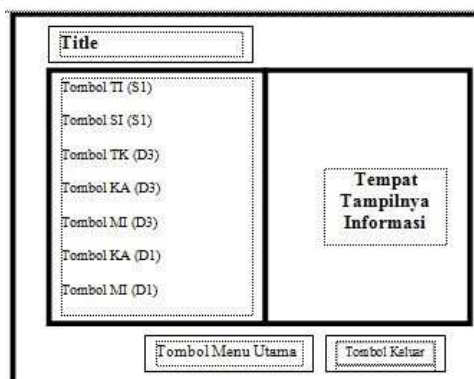 Title
Tombol TI (S1)
Tombol SI (S1)
Tombol TK (D3)
Tombol KA (D3)
Tombol MI (D3)
Tombol KA (D1)
Tombol MI (D1)
Tempat
Tampilnya
Informasi
Tombol Menu Utama
Tombol Keluar